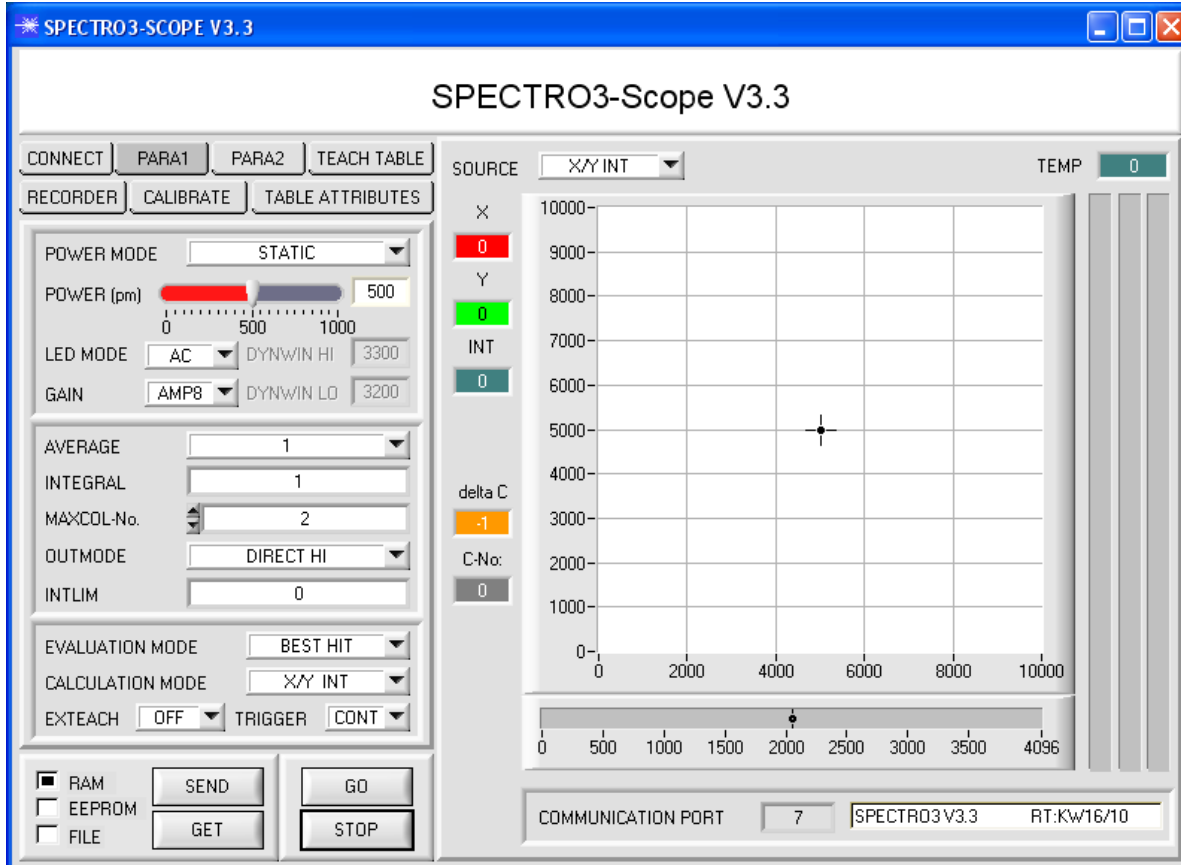 SPECTRO3-SCOPE V3.3
SPECTRO3-Scope V3.3
CONNECT PARA1 PARA2 TEACH TABLE
RECORDER CALIBRATE TABLE ATTRIBUTES
POWER MODE STATIC
POWER (pm) 500
0 500 1000
LED MODE AC DYNWIN HI 3300
GAIN AMP8 DYNWIN LO 3200
AVERAGE 1
INTEGRAL 1
MAXCOL-No. 2
OUTMODE DIRECT HI
INTLIM 0
EVALUATION MODE BEST HIT
CALCULATION MODE X/Y INT
EXTEACH OFF TRIGGER CONT
RAM
EEPROM
FILE
SEND
GET
GO
STOP
SOURCE X/Y INT TEMP 0
X
0
Y
0
INT
0
delta C
-1
C-No:
0
10000
9000
8000
7000
6000
5000
4000
3000
2000
1000
0
0 2000 4000 6000 8000 10000
0 500 1000 1500 2000 2500 3000 3500 4096
COMMUNICATION PORT 7 SPECTRO3 V3.3 RT:KW16/10